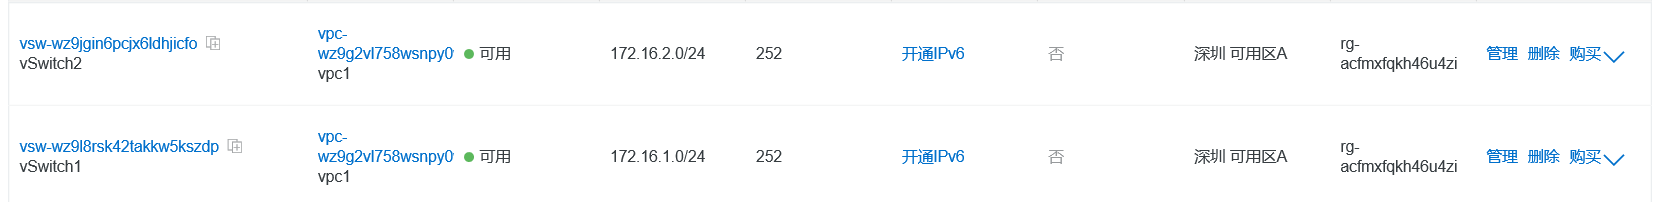 vsw-wz9jgin6pcjx6ldhjicfo
vSwitch2
vpc-
wz9g2vl758wsnpy0
vpc1
可用
172.16.2.0/24
252
开通IPv6
否
深圳 可用区A
rg-
acfmxfqkh46u4zi
管理 删除 购买
vsw-wz9l8rsk42takkw5kszdp
vSwitch1
vpc-
wz9g2vl758wsnpy0
vpc1
可用
172.16.1.0/24
252
开通IPv6
否
深圳 可用区A
rg-
acfmxfqkh46u4zi
管理 删除 购买